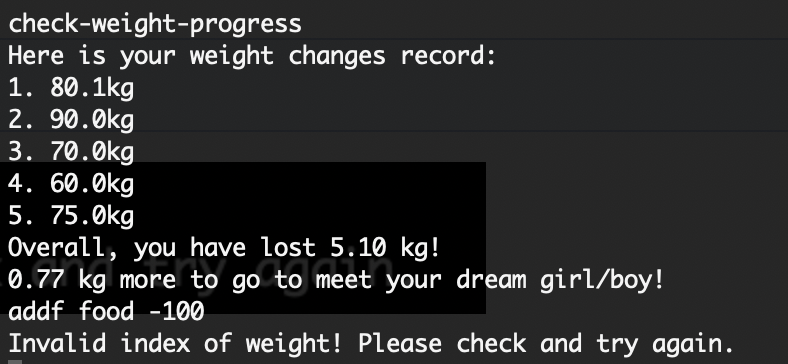 check-weight-progress
Here is your weight changes record:
1. 80.1kg
2. 90.0kg
3. 70.0kg
4. 60.0kg
5. 75.0kg
Overall, you have lost 5.10 kg!
0.77 kg more to go to meet your dream girl/boy!
addf food -100
Invalid index of weight! Please check and try again.